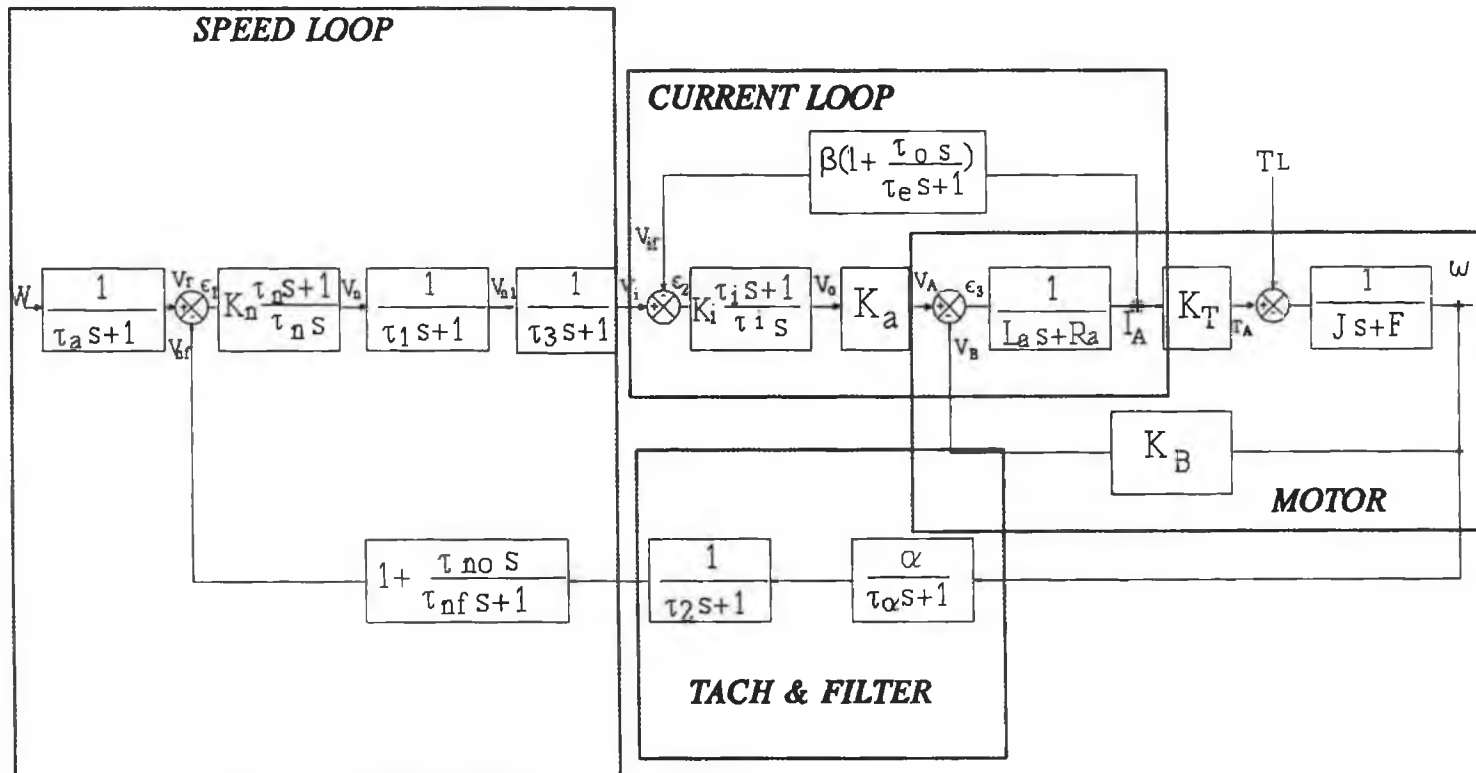 SPEED LOOP
CURRENT LOOP
β(1+ τo s / τe s+1)
TL
W
1 / τa s+1
Vr
ε1
Kn τn s+1 / τn s
Vn
1 / τ1 s+1
Vn1
1 / τ3 s+1
Vi
Vif
ε2
Ki τi s+1 / τi s
Vo
Ka
VA
ε3
1 / La s+Ra
IA
KT
TA
1 / J s+F
ω
Vnf
VB
KB
MOTOR
1+ τno s / τnf s+1
1 / τ2 s+1
α / τα s+1
TACH & FILTER